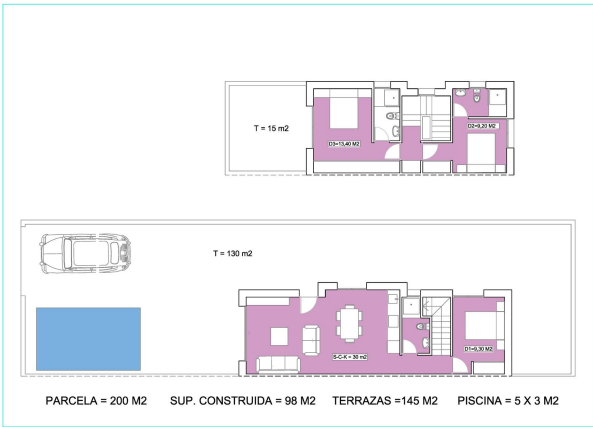 T = 15 m2
D3=13,40 M2
D2=9,20 M2
T = 130 m2
S-C-K = 30 m2
D1=9,30 M2
PARCELA = 200 M2 SUP. CONSTRUIDA = 98 M2 TERRAZAS =145 M2 PISCINA = 5 X 3 M2